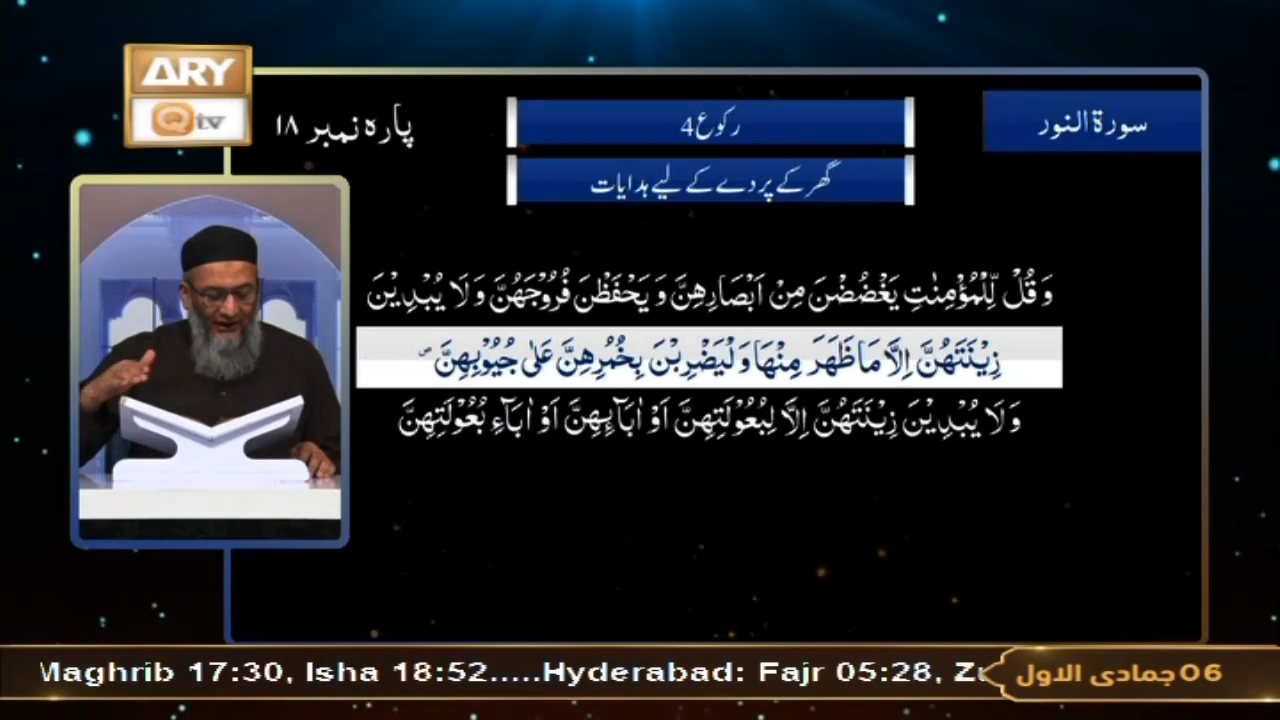 ARY
Qtv
پارہ نمبر ۱۸
رکوع 4
سورۃ النور
گھر کے پردے کے لیے ہدایات
وَ قُلْ لِّلْمُؤْمِنٰتِ یَغْضُضْنَ مِنْ اَبْصَارِهِنَّ وَ یَحْفَظْنَ فُرُوْجَهُنَّ وَ لَا یُبْدِیْنَ
زِیْنَتَهُنَّ اِلَّا مَا ظَهَرَ مِنْهَا وَ لْیَضْرِبْنَ بِخُمُرِهِنَّ عَلٰی جُیُوْبِهِنَّ ۪
وَ لَا یُبْدِیْنَ زِیْنَتَهُنَّ اِلَّا لِبُعُوْلَتِهِنَّ اَوْ اٰبَآىِٕهِنَّ اَوْ اٰبَآءِ بُعُوْلَتِهِنَّ
Maghrib 17:30, Isha 18:52.....Hyderabad: Fajr 05:28,
06 جمادی الاول